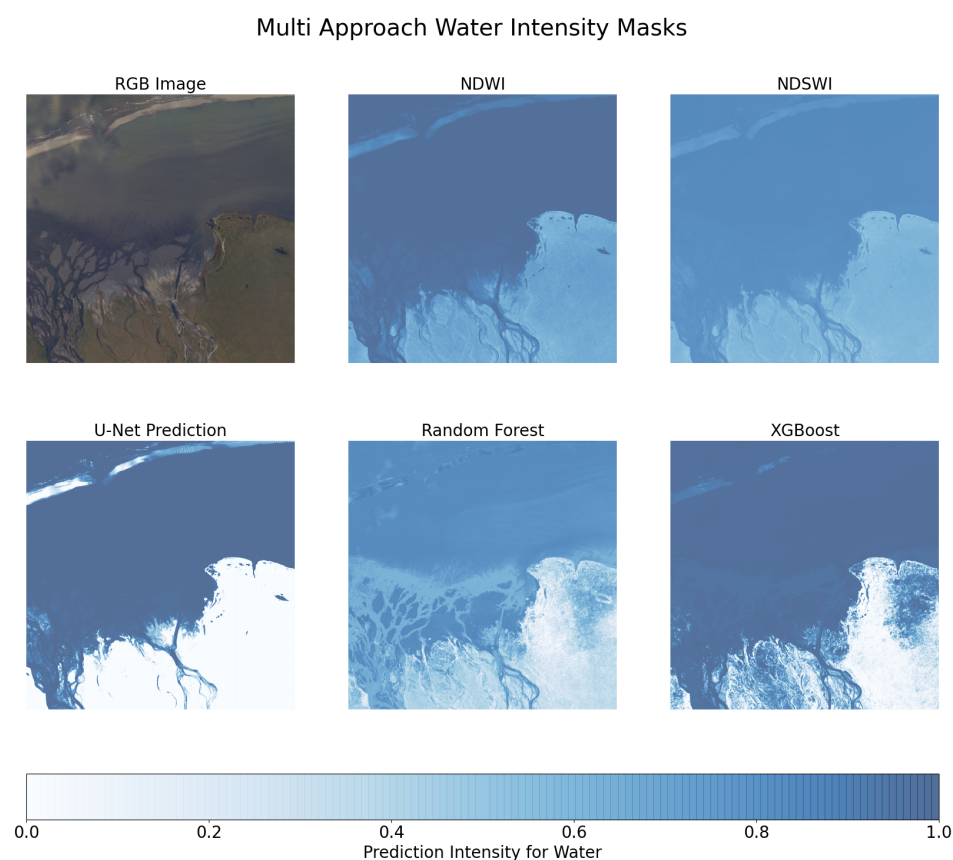 Multi Approach Water Intensity Masks
RGB Image
NDWI
NDSWI
U-Net Prediction
Random Forest
XGBoost
0.0
0.2
0.4
0.6
0.8
1.0
Prediction Intensity for Water